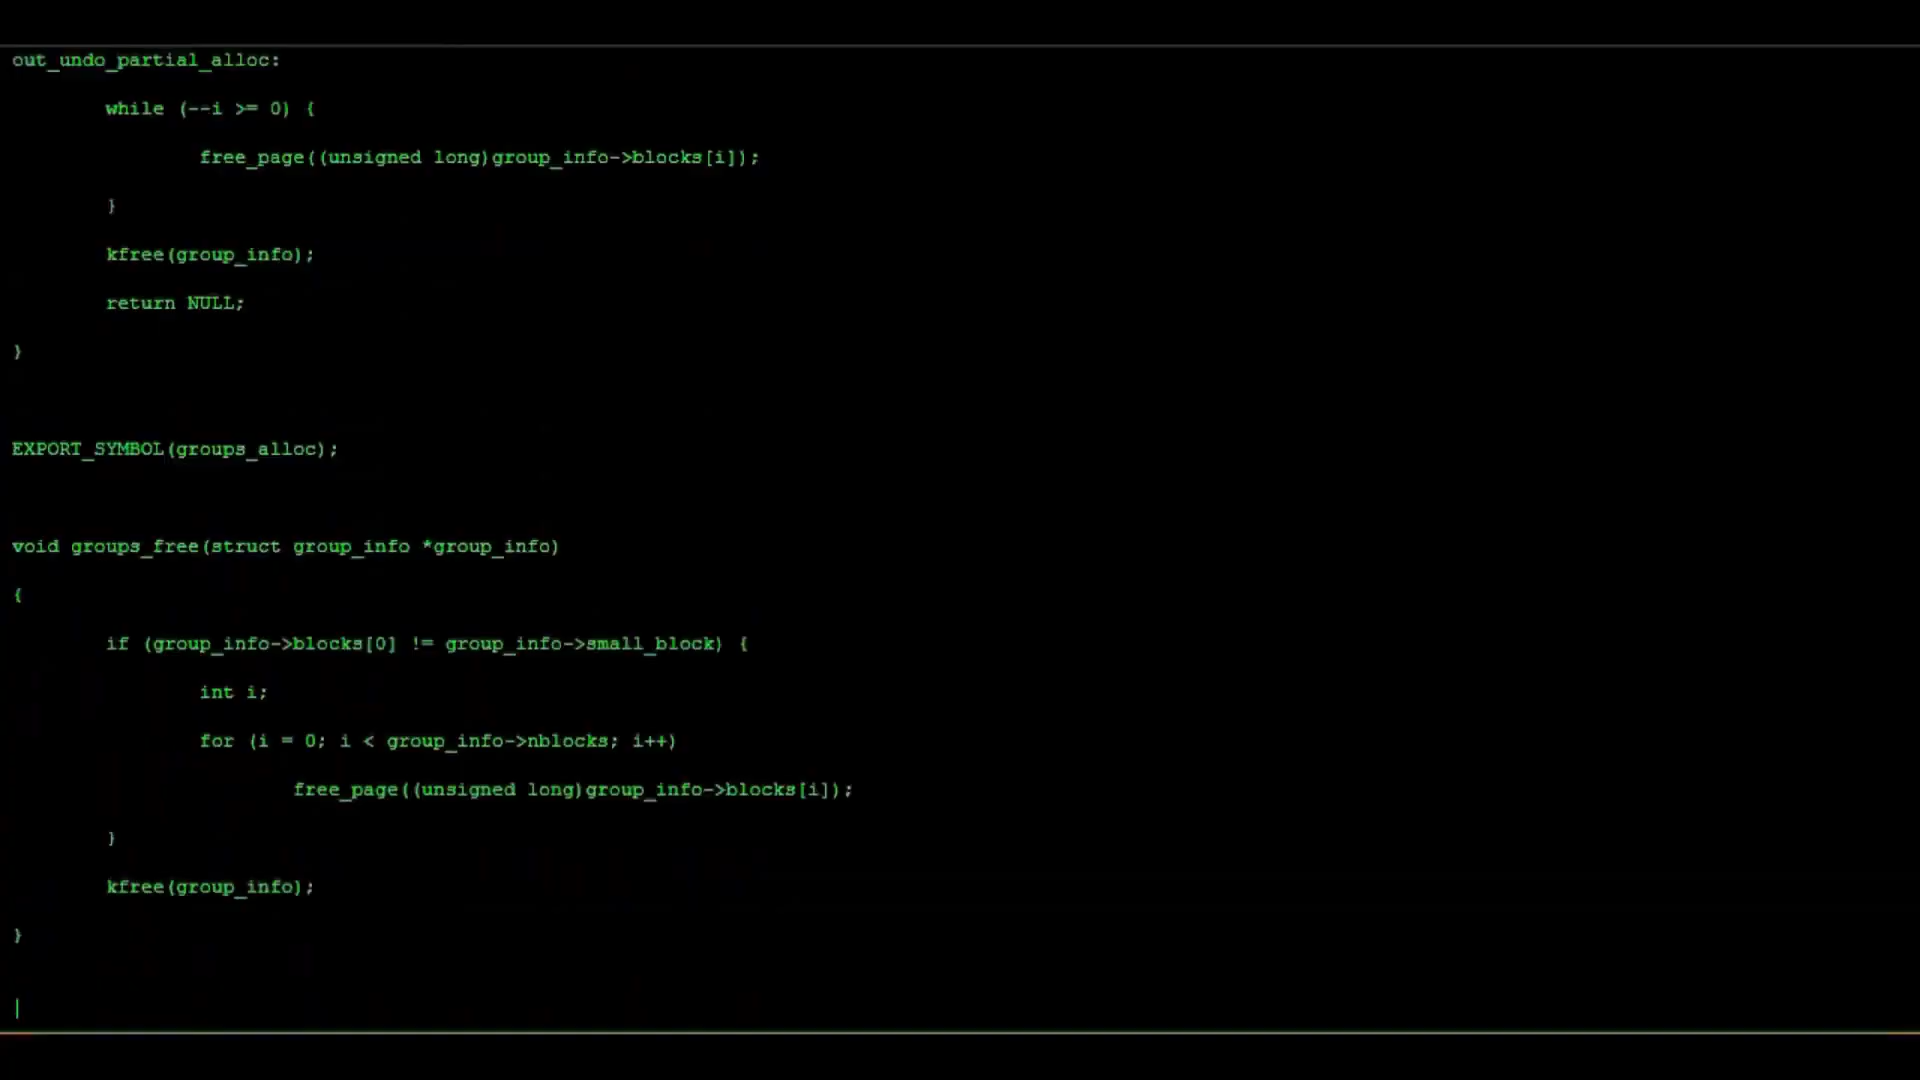 out_undo_partial_alloc:
while (--i >= 0) {
free_page((unsigned long)group_info->blocks[i]);
}
kfree(group_info);
return NULL;
}
EXPORT_SYMBOL(groups_alloc);
void groups_free(struct group_info *group_info)
{
if (group_info->blocks[0] != group_info->small_block) {
int i;
for (i = 0; i < group_info->nblocks; i++)
free_page((unsigned long)group_info->blocks[i]);
}
kfree(group_info);
}